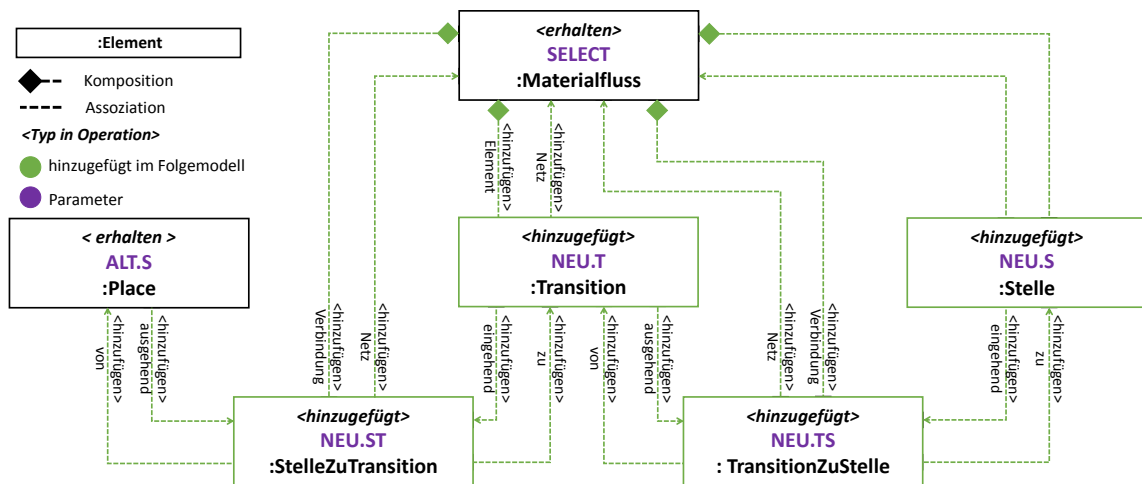 :Element
Komposition
Assoziation
<Typ in Operation>
hinzugefügt im Folgemodell
Parameter
<erhalten>
SELECT
:Materialfluss
<hinzufügen>
Element
<hinzufügen>
Netz
< erhalten >
ALT.S
:Place
<hinzugefügt>
NEU.T
:Transition
<hinzugefügt>
NEU.S
:Stelle
<hinzufügen>
von
<hinzufügen>
ausgehend
<hinzufügen>
Verbindung
<hinzufügen>
Netz
<hinzufügen>
eingehend
<hinzufügen>
zu
<hinzufügen>
von
<hinzufügen>
ausgehend
<hinzufügen>
Netz
<hinzufügen>
Verbindung
<hinzufügen>
eingehend
<hinzufügen>
zu
<hinzugefügt>
NEU.ST
:StelleZuTransition
<hinzugefügt>
NEU.TS
: TransitionZuStelle